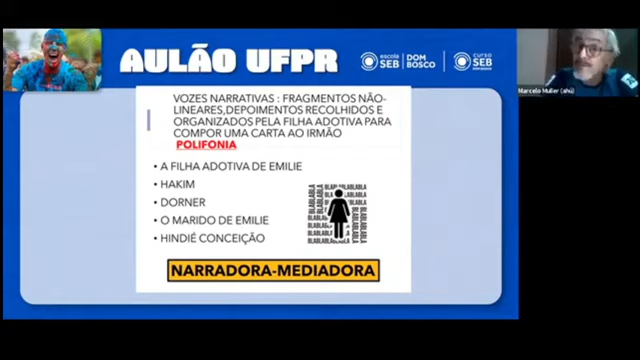 AULÃO UFPR
escola SEB DOM BOSCO
curso SEB
VOZES NARRATIVAS : FRAGMENTOS NÃO-
LINEARES,DEPOIMENTOS RECOLHIDOS E
ORGANIZADOS PELA FILHA ADOTIVA PARA
COMPOR UMA CARTA AO IRMÃO
POLIFONIA
• A FILHA ADOTIVA DE EMILIE
• HAKIM
• DORNER
• O MARIDO DE EMILIE
• HINDIÉ CONCEIÇÃO
NARRADORA-MEDIADORA
Marcelo Muller (ahú)